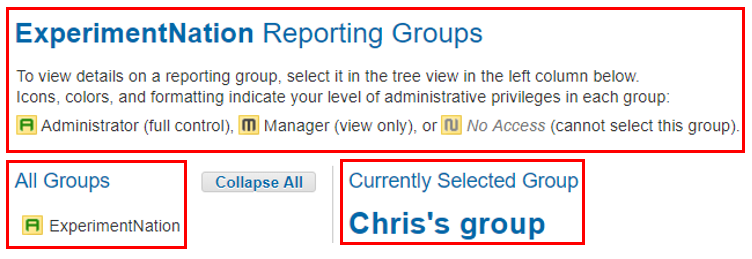 ExperimentNation Reporting Groups
To view details on a reporting group, select it in the tree view in the left column below.
Icons, colors, and formatting indicate your level of administrative privileges in each group:
A Administrator (full control), M Manager (view only), or N No Access (cannot select this group).
All Groups
Collapse All
A ExperimentNation
Currently Selected Group
Chris's group